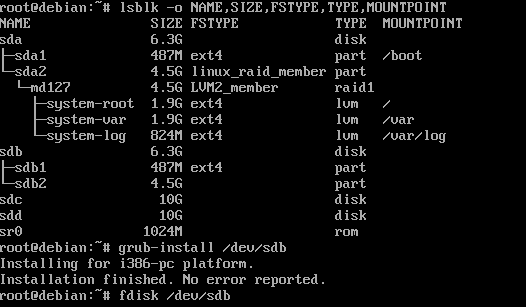 root@debian:~# lsblk -o NAME,SIZE,FSTYPE,TYPE,MOUNTPOINT
NAME                SIZE FSTYPE            TYPE  MOUNTPOINT
sda                 6.3G                   disk
├─sda1              487M ext4              part  /boot
└─sda2              4.5G linux_raid_member part
  └─md127           4.5G LVM2_member       raid1
    ├─system-root   1.9G ext4              lvm   /
    ├─system-var    1.9G ext4              lvm   /var
    └─system-log    824M ext4              lvm   /var/log
sdb                 6.3G                   disk
├─sdb1              487M ext4              part
└─sdb2              4.5G                   part
sdc                  10G                   disk
sdd                  10G                   disk
sr0                1024M                   rom
root@debian:~# grub-install /dev/sdb
Installing for i386-pc platform.
Installation finished. No error reported.
root@debian:~# fdisk /dev/sdb